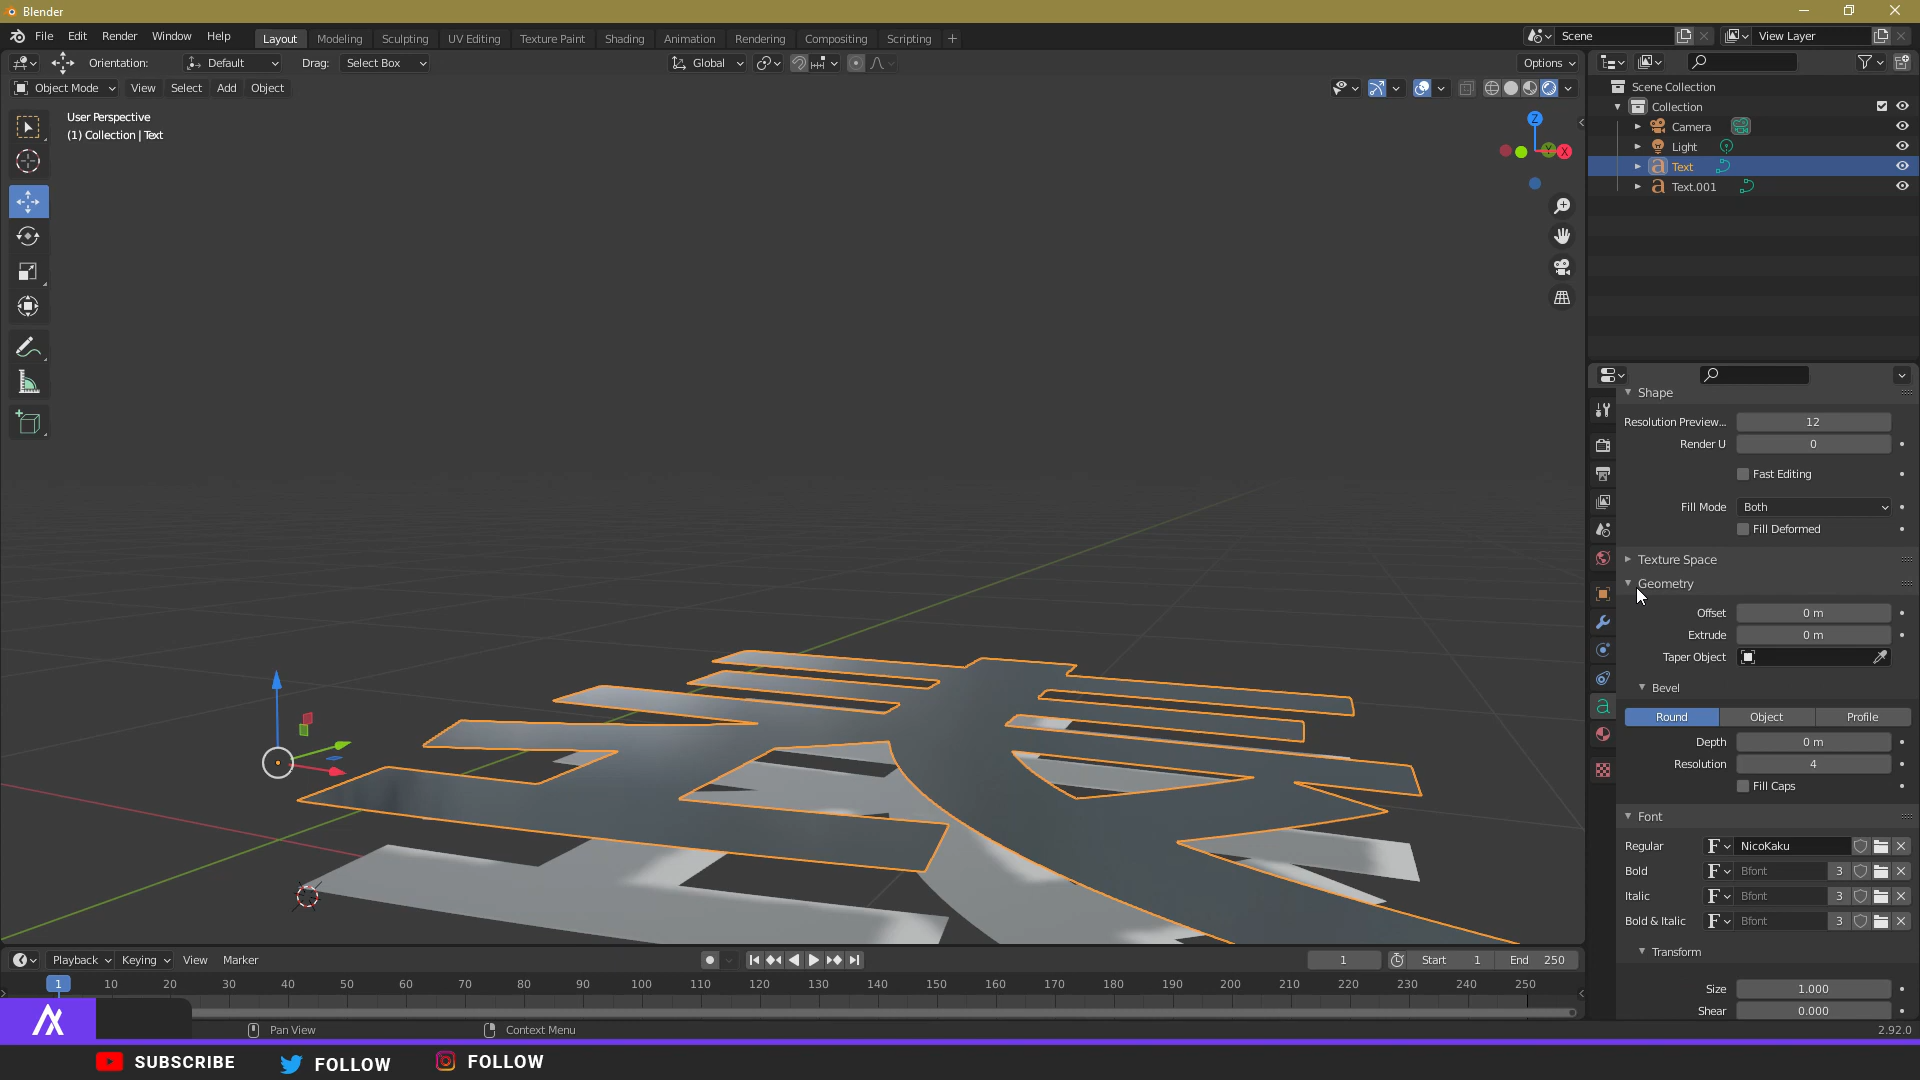 Blender
File Edit Render Window Help Layout Modeling Sculpting UV Editing Texture Paint Shading Animation Rendering Compositing Scripting Scene View Layer
Orientation: Default Drag: Select Box Global Options
Object Mode View Select Add Object
User Perspective
(1) Collection | Text
Z
Y
X
Scene Collection
Collection
Camera
Light
Text
Text.001
Shape
Resolution Preview... 12
Render U 0
Fast Editing
Fill Mode Both
Fill Deformed
Texture Space
Geometry
Offset 0 m
Extrude 0 m
Taper Object
Bevel
Round Object Profile
Depth 0 m
Resolution 4
Fill Caps
Font
Regular F NicoKaku
Bold F Bfont 3
Italic F Bfont 3
Bold & Italic F Bfont 3
Transform
Size 1.000
Shear 0.000
Playback Keying View Marker 1 Start 1 End 250
1 10 20 30 40 50 60 70 80 90 100 110 120 130 140 150 160 170 180 190 200 210 220 230 240 250
Pan View Context Menu 2.92.0
SUBSCRIBE FOLLOW FOLLOW